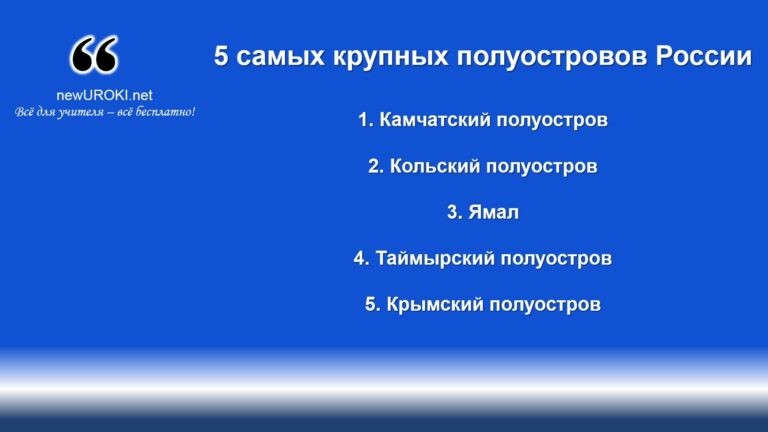 5 самых крупных полуостровов России
newUROKI.net
Всё для учителя – всё бесплатно!
1. Камчатский полуостров
2. Кольский полуостров
3. Ямал
4. Таймырский полуостров
5. Крымский полуостров